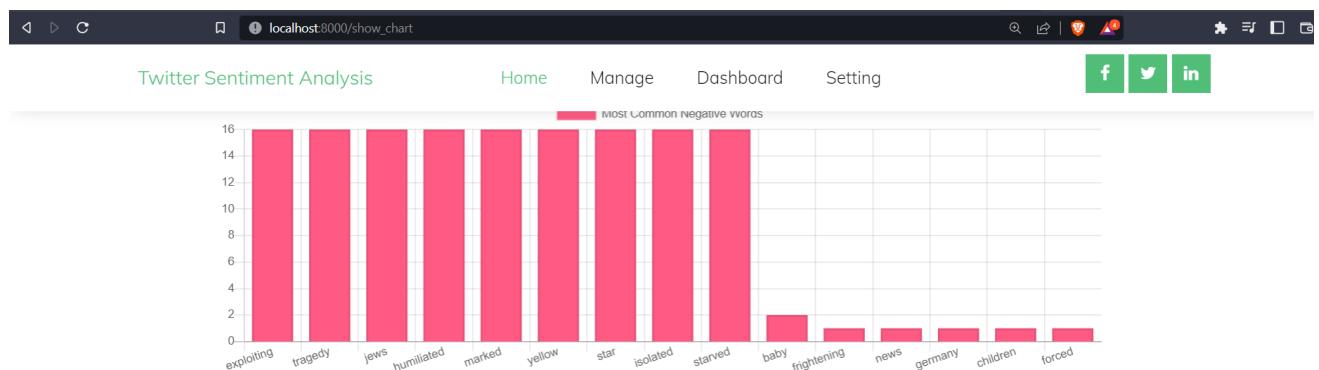 localhost:8000/show_chart
4
Twitter Sentiment Analysis Home Manage Dashboard Setting f in
Most Common Negative Words
16
14
12
10
8
6
4
2
0
exploiting tragedy jews humiliated marked yellow star isolated starved baby frightening news germany children forced